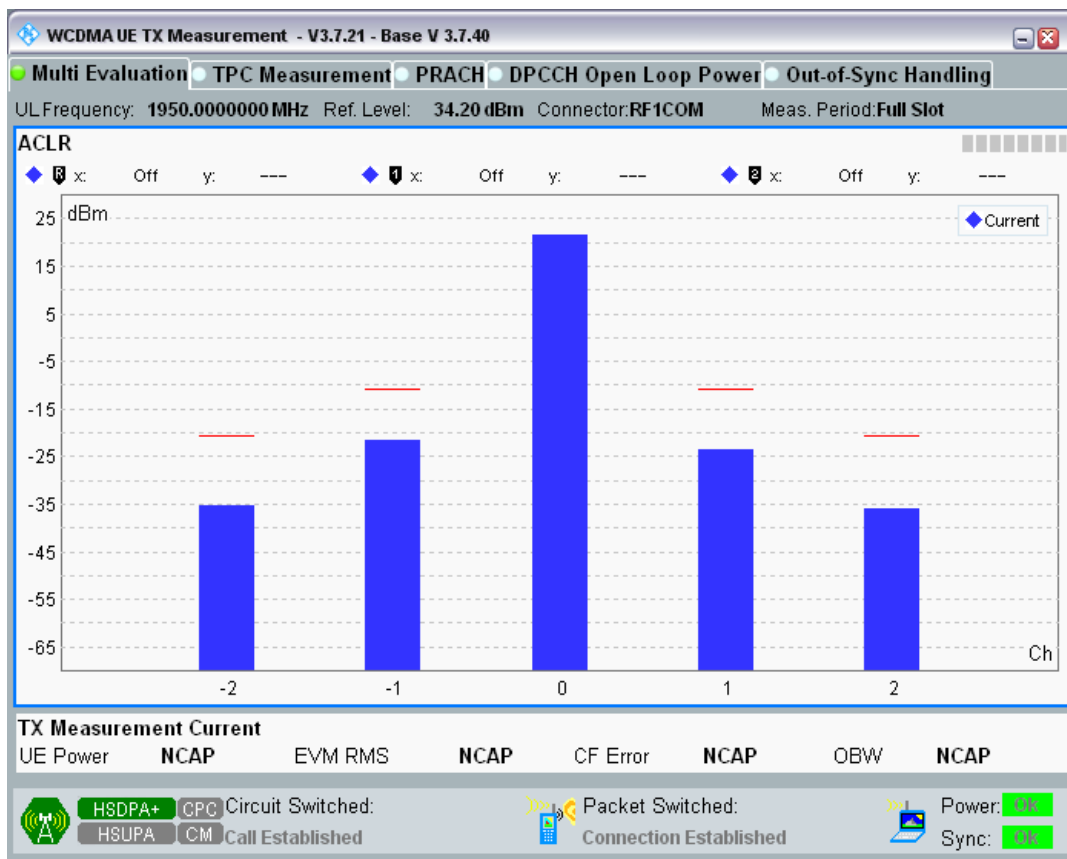 WCDMA UE TX Measurement - V3.7.21 - Base V 3.7.40
Multi Evaluation TPC Measurement PRACH DPCCH Open Loop Power Out-of-Sync Handling
UL Frequency: 1950.0000000 MHz Ref. Level: 34.20 dBm Connector:RF1COM Meas. Period:Full Slot
ACLR
R x: Off y: --- 1 x: Off y: --- 2 x: Off y: ---
dBm
Current
25
15
5
-5
-15
-25
-35
-45
-55
-65
Ch
-2 -1 0 1 2
TX Measurement Current
UE Power NCAP EVM RMS NCAP CF Error NCAP OBW NCAP
HSDPA+ CPC Circuit Switched: Packet Switched: Power: OK
HSUPA CM Call Established Connection Established Sync: OK